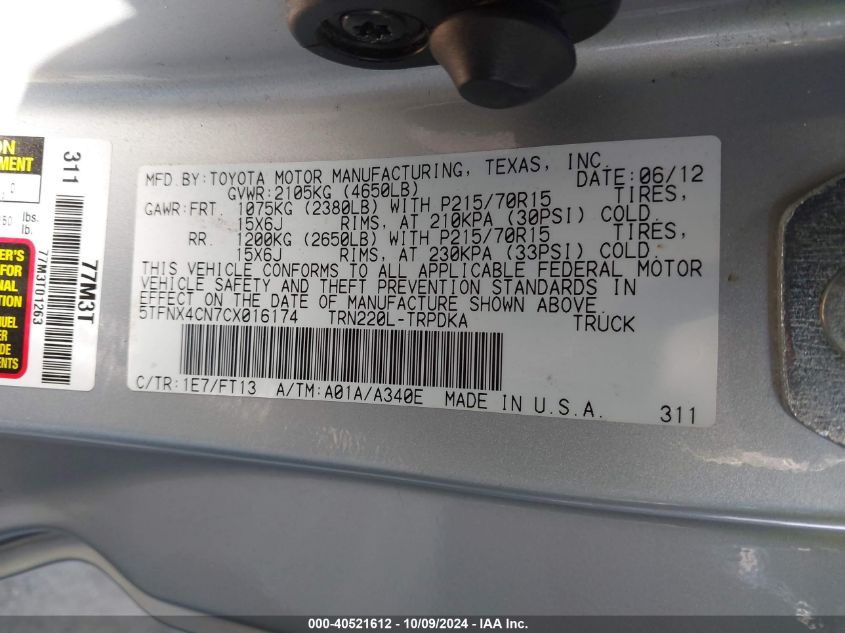 MFD.BY:TOYOTA MOTOR MANUFACTURING, TEXAS, INC.
GVWR:2105KG (4650LB) DATE:06/12
GAWR:FRT. 1075KG (2380LB) WITH P215/70R15 TIRES,
15X6J RIMS, AT 210KPA (30PSI) COLD.
RR. 1200KG (2650LB) WITH P215/70R15 TIRES,
15X6J RIMS, AT 230KPA (33PSI) COLD.
THIS VEHICLE CONFORMS TO ALL APPLICABLE FEDERAL MOTOR
VEHICLE SAFETY AND THEFT PREVENTION STANDARDS IN
EFFECT ON THE DATE OF MANUFACTURE SHOWN ABOVE.
5TFNX4CN7CX016174 TRN220L-TRPDKA TRUCK
C/TR:1E7/FT13 A/TM:A01A/A340E MADE IN U.S.A.
311
311
77M3T
77M3T01263
lbs.
lb.
FOR
000-40521612 - 10/09/2024 - IAA Inc.